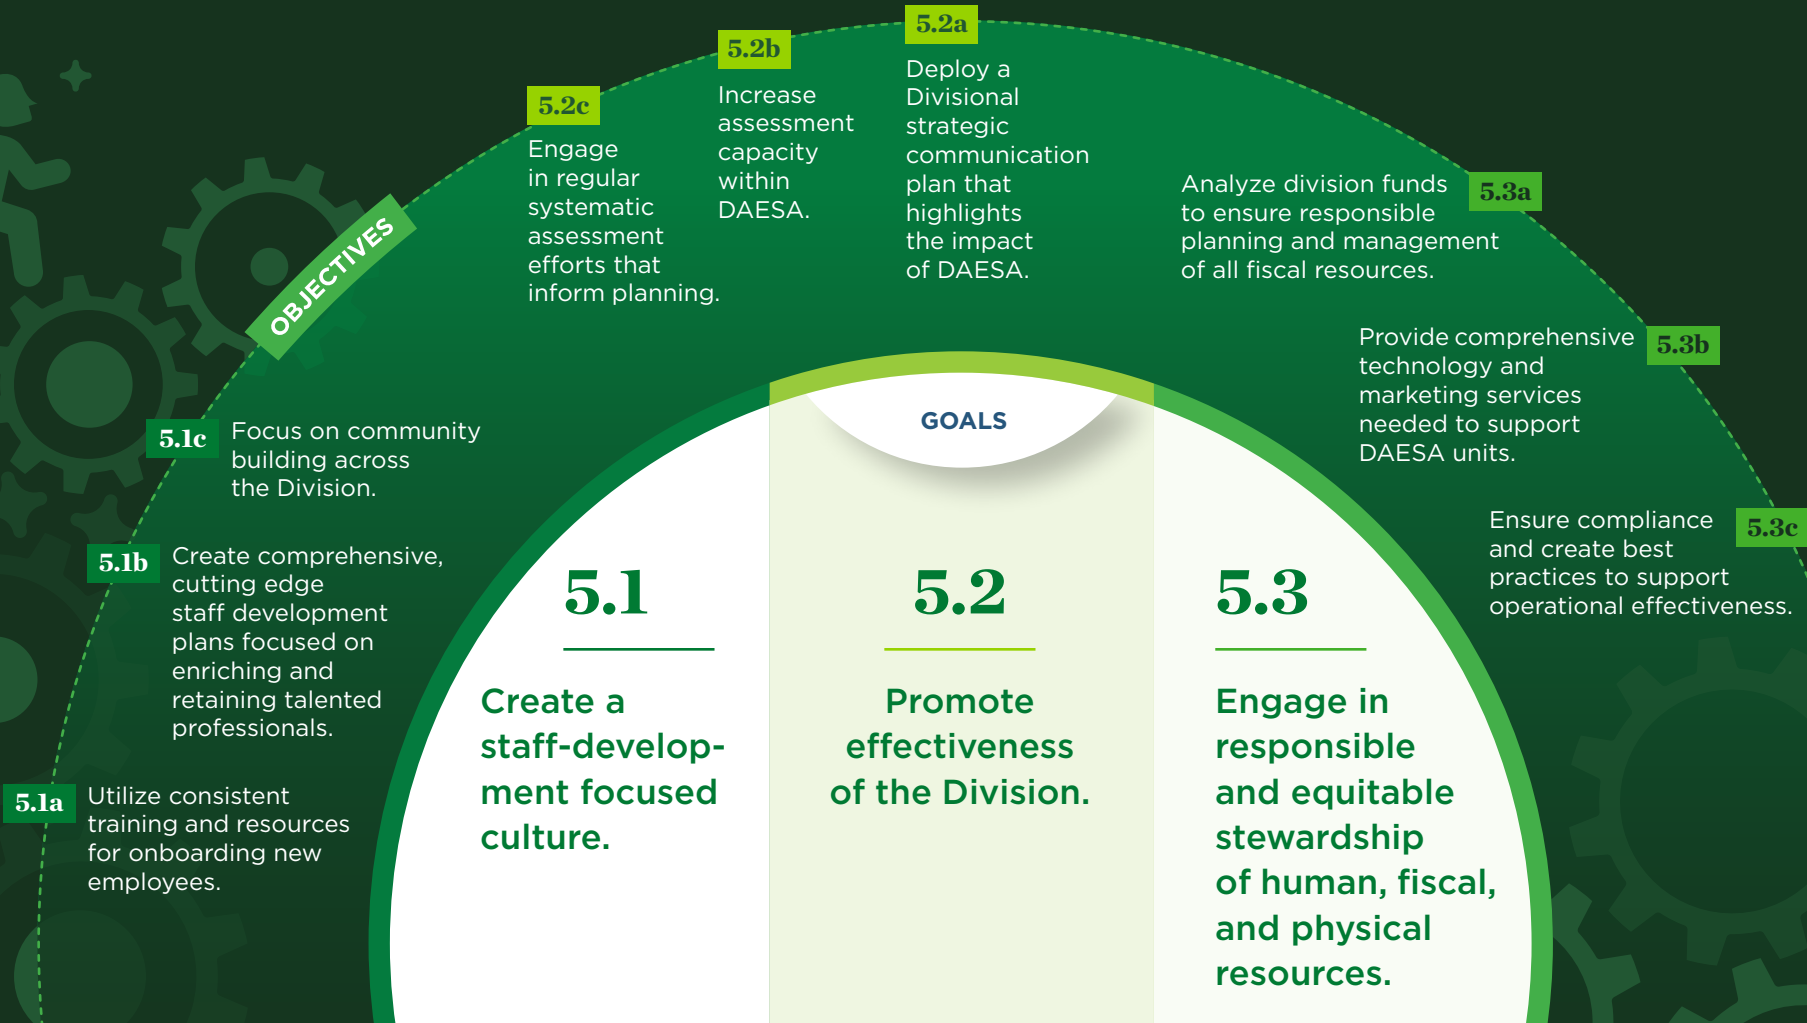 5.2a
Deploy a
Divisional
strategic
communication
plan that
highlights
the impact
of DAESA.
5.2b
Increase
assessment
capacity
within
DAESA.
5.2c
Engage
in regular
systematic
assessment
efforts that
inform planning.
5.3a
Analyze division funds
to ensure responsible
planning and management
of all fiscal resources.
5.3b
Provide comprehensive
technology and
marketing services
needed to support
DAESA units.
5.3c
Ensure compliance
and create best
practices to support
operational effectiveness.
OBJECTIVES
5.1c
Focus on community
building across
the Division.
5.1b
Create comprehensive,
cutting edge
staff development
plans focused on
enriching and
retaining talented
professionals.
5.1a
Utilize consistent
training and resources
for onboarding new
employees.
GOALS
5.1
Create a
staff-develop-
ment focused
culture.
5.2
Promote
effectiveness
of the Division.
5.3
Engage in
responsible
and equitable
stewardship
of human, fiscal,
and physical
resources.